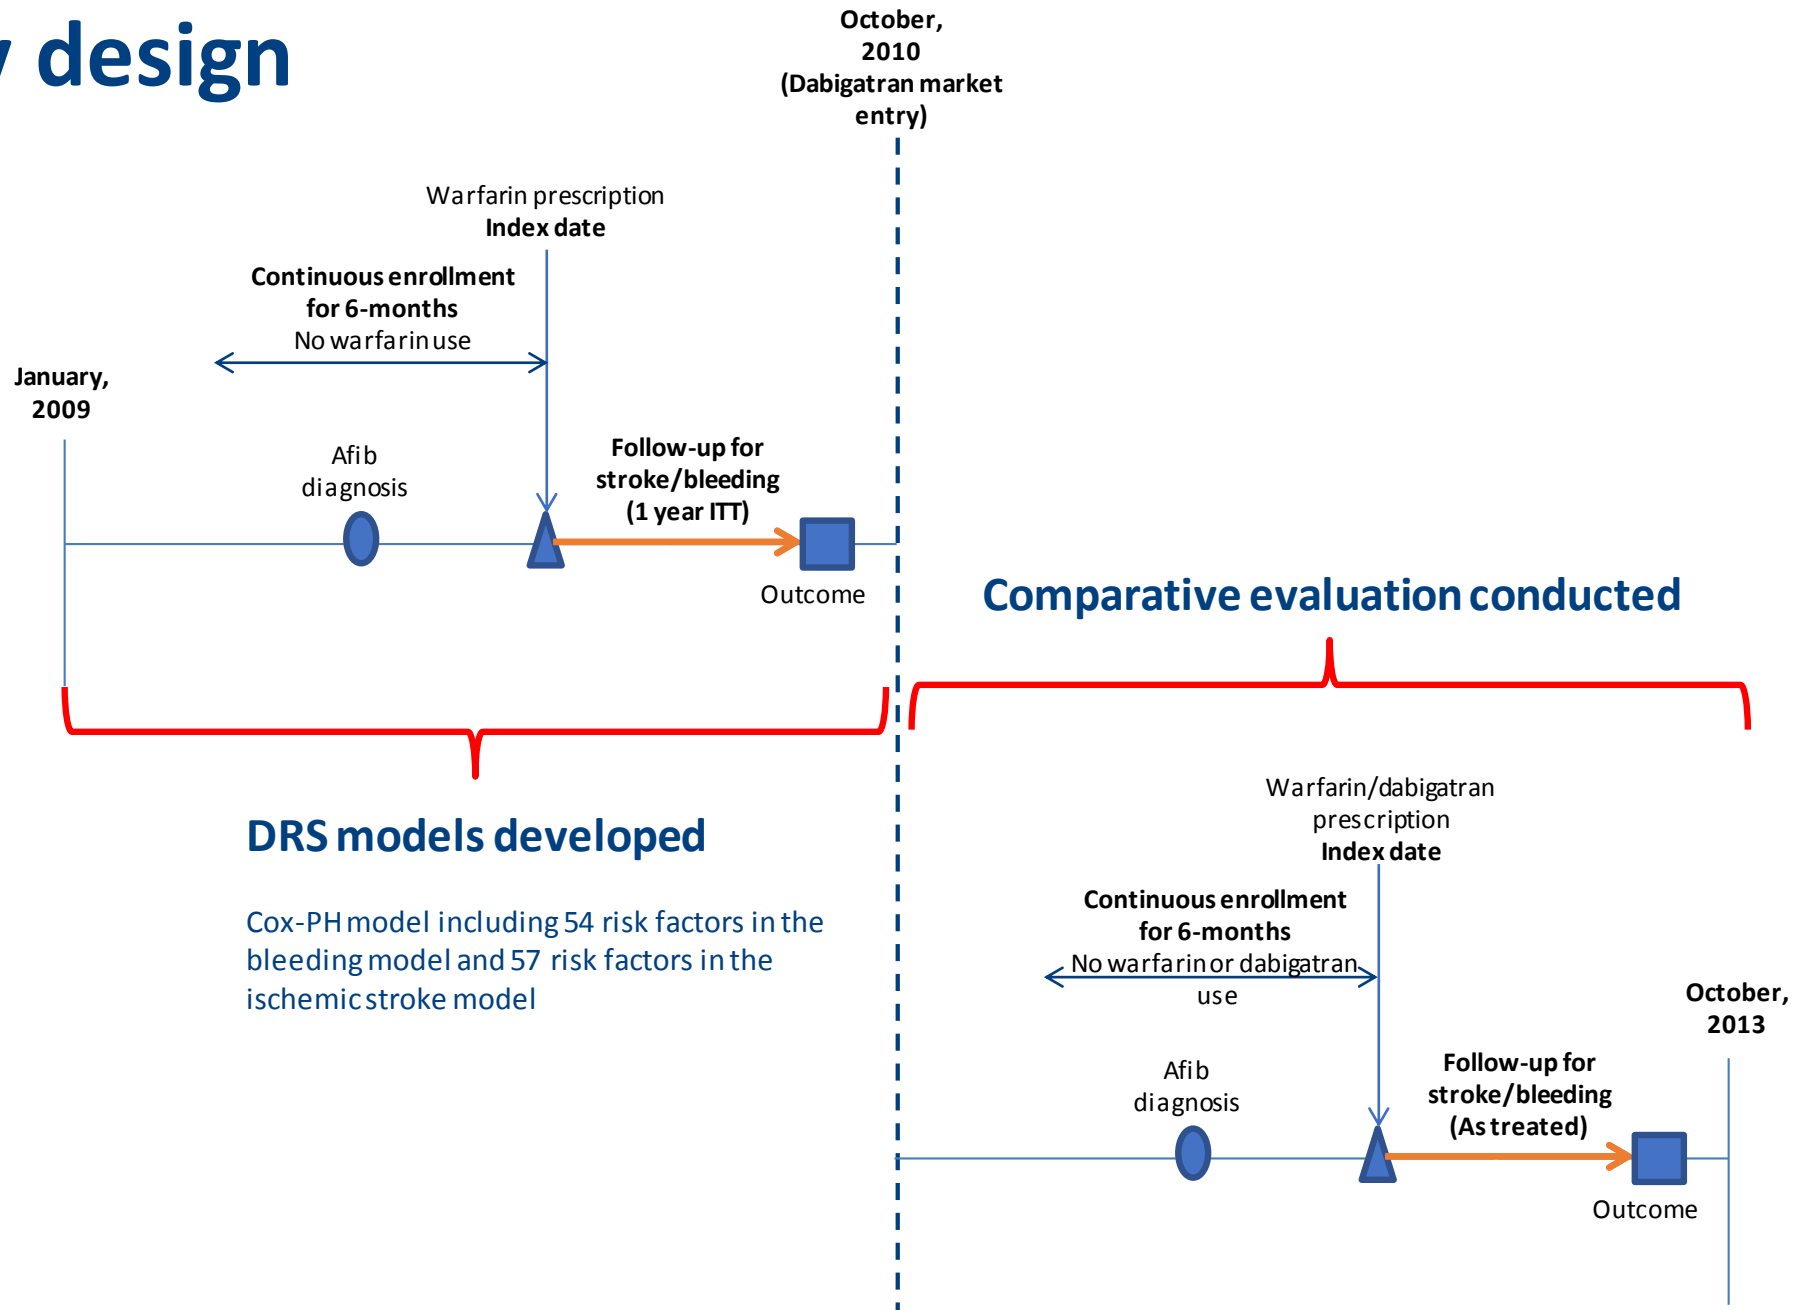 y design
October,
2010
(Dabigatran market
entry)
Warfarin prescription
Index date
Continuous enrollment
for 6-months
No warfarin use
January,
2009
Afib
diagnosis
Follow-up for
stroke/bleeding
(1 year ITT)
Outcome
Comparative evaluation conducted
DRS models developed
Cox-PH model including 54 risk factors in the
bleeding model and 57 risk factors in the
ischemic stroke model
Warfarin/dabigatran
prescription
Index date
Continuous enrollment
for 6-months
No warfarin or dabigatran
use
October,
2013
Afib
diagnosis
Follow-up for
stroke/bleeding
(As treated)
Outcome